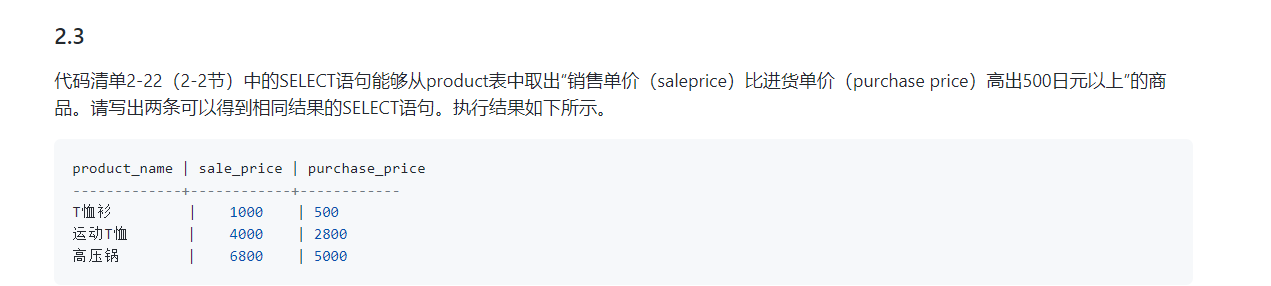 2.3
代码清单2-22（2-2节）中的SELECT语句能够从product表中取出“销售单价（saleprice）比进货单价（purchase price）高出500日元以上”的商
品。请写出两条可以得到相同结果的SELECT语句。执行结果如下所示。
product_name | sale_price | purchase_price
-------------+------------+------------
T恤衫         |    1000    | 500
运动T恤       |    4000    | 2800
高压锅        |    6800    | 5000